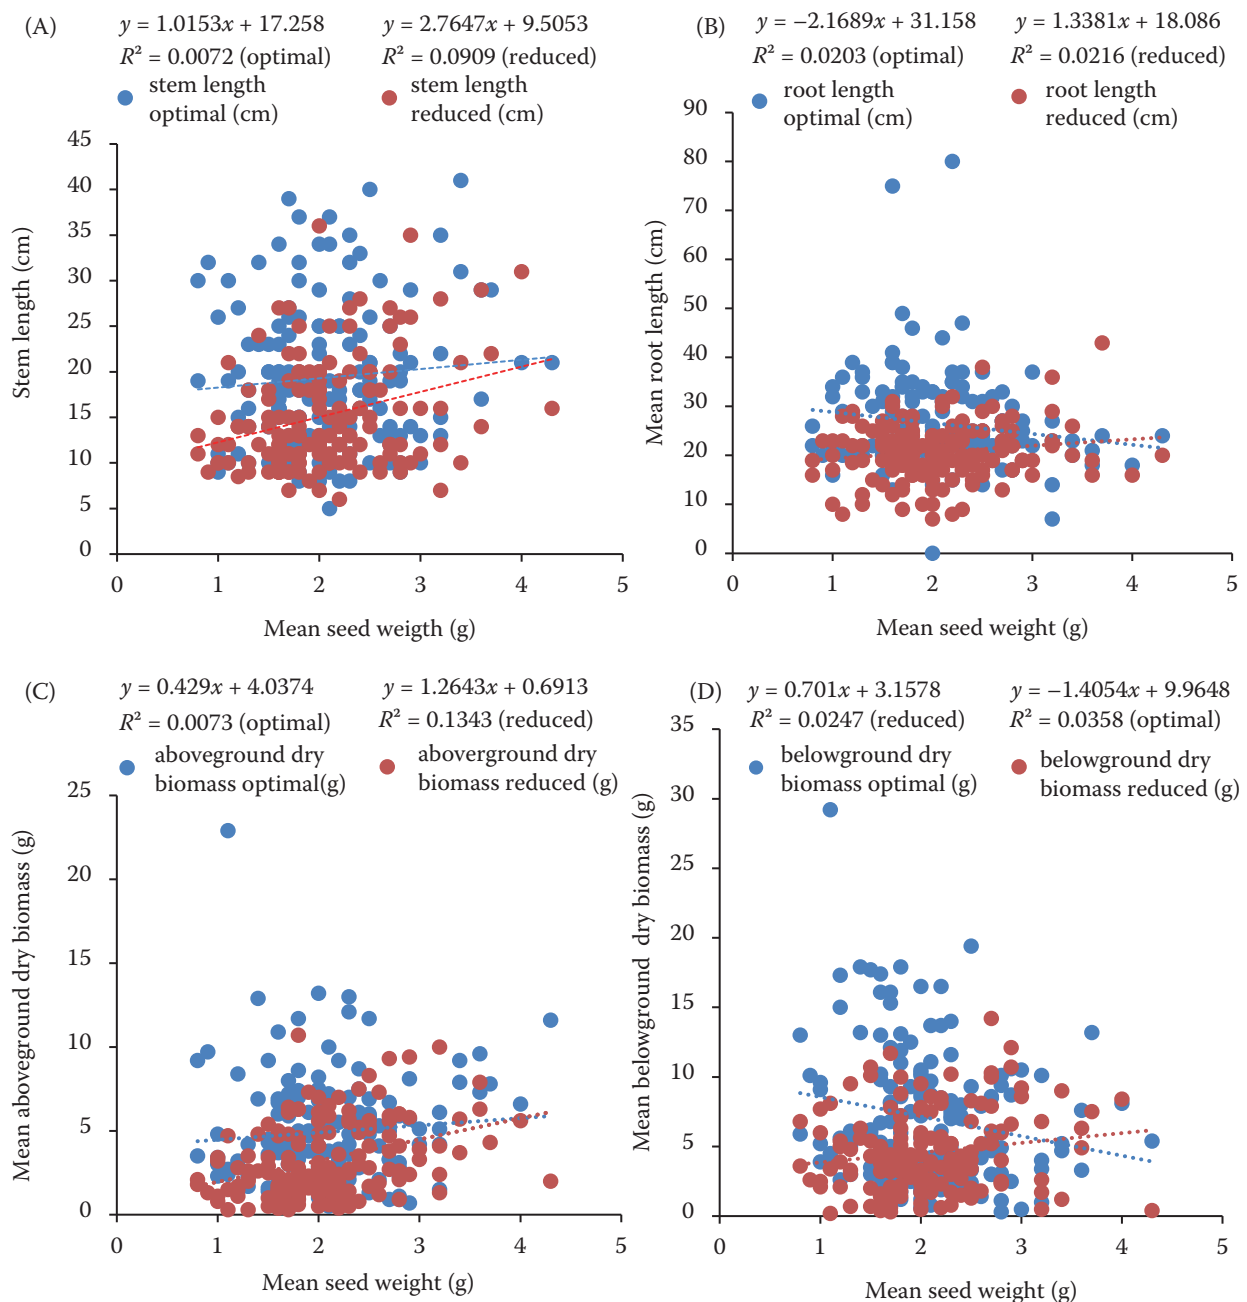 (A)
y = 1.0153x + 17.258
y = 2.7647x + 9.5053
R² = 0.0072 (optimal)
R² = 0.0909 (reduced)
stem length
optimal (cm)
stem length
reduced (cm)
Stem length (cm)
45
40
35
30
25
20
15
10
5
0
0 1 2 3 4 5
Mean seed weigth (g)
(B)
y = −2.1689x + 31.158
y = 1.3381x + 18.086
R² = 0.0203 (optimal)
R² = 0.0216 (reduced)
root length
optimal (cm)
root length
reduced (cm)
Mean root length (cm)
90
80
70
60
50
40
30
20
10
0
0 1 2 3 4 5
Mean seed weight (g)
(C)
y = 0.429x + 4.0374
y = 1.2643x + 0.6913
R² = 0.0073 (optimal)
R² = 0.1343 (reduced)
aboveground dry
biomass optimal(g)
aboverground dry
biomass reduced (g)
Mean aboveground dry biomass (g)
25
20
15
10
5
0
0 1 2 3 4 5
Mean seed weight (g)
(D)
y = 0.701x + 3.1578
y = −1.4054x + 9.9648
R² = 0.0247 (reduced)
R² = 0.0358 (optimal)
belowground dry
biomass optimal (g)
belowground dry
biomass reduced (g)
Mean belowground dry biomass (g)
35
30
25
20
15
10
5
0
0 1 2 3 4 5
Mean seed weight (g)